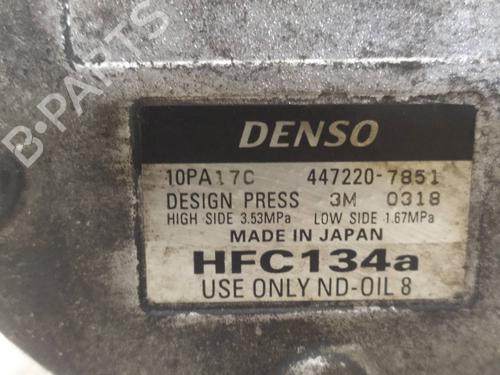 B-PARTS
DENSO
10PA17C 447220-7851
DESIGN PRESS 3M 0318
HIGH SIDE 3.53MPa LOW SIDE 1.67MPa
MADE IN JAPAN
HFC134a
USE ONLY ND-OIL 8